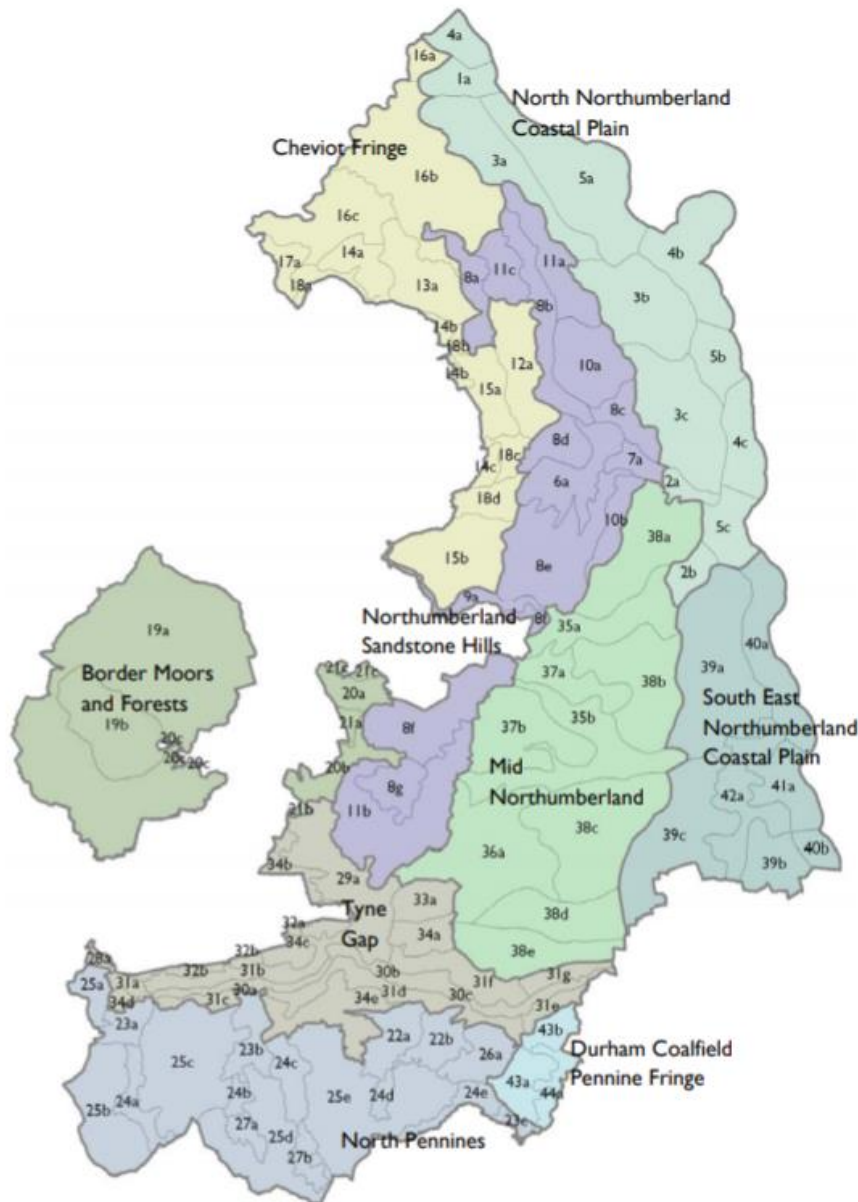 4a
16a
1a
North Northumberland
Coastal Plain
Cheviot Fringe
3a
16b
5a
16c
17a
14a
18a
13a
8a
11c
11a
4b
8b
3b
14b
18b
14b
12a
15a
10a
5b
8c
3c
4c
8d
18c
14c
7a
6a
2a
18d
10b
5c
38a
15b
8e
2b
9a
Northumberland
Sandstone Hills
35a
19a
40a
39a
Border Moors
and Forests
21c
21c
20a
37a
38b
South East
Northumberland
Coastal Plain
19b
21a
8f
37b
35b
20c
20c
20b
Mid
Northumberland
8g
42a
41a
21b
11b
38c
39c
36a
40b
34b
39b
29a
33a
Tyne
Gap
38d
32a
34c
34a
38e
28a
32b
32b
31b
30b
31f
31g
25a
31a
34d
31c
30a
34e
31d
30c
31e
23a
43b
22a
22b
Durham Coalfield
Pennine Fringe
25c
23b
24c
26a
43a
44a
25b
24a
24b
25e
24d
24e
27a
25d
23c
North Pennines
27b